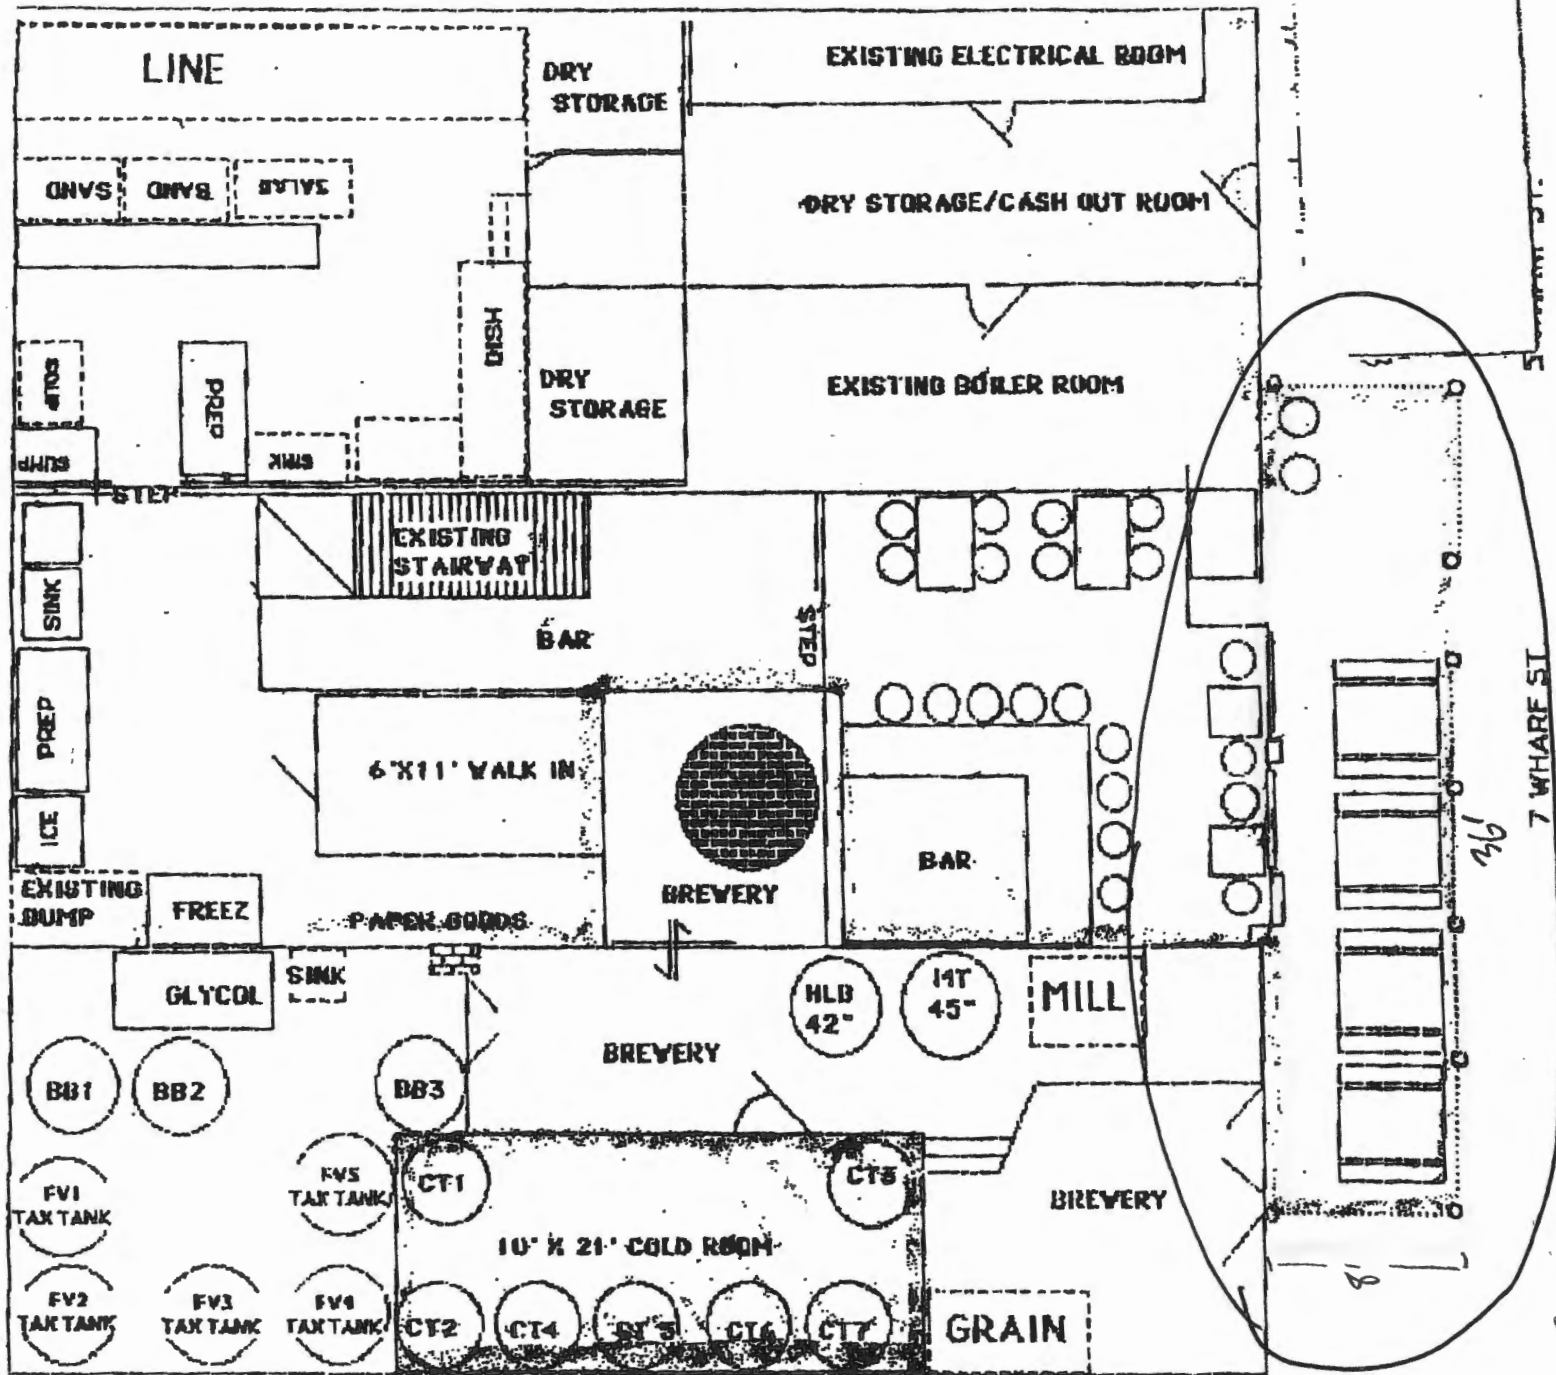 LINE
DRY
STORAGE
EXISTING ELECTRICAL ROOM
SAND
SAND
SALAD
DRY STORAGE/CASH OUT ROOM
DISH
SOUP
PREP
DRY
STORAGE
EXISTING BOILER ROOM
SUMP
SINK
STEP
EXISTING
STAIRWAY
SINK
BAR
STEP
PREP
6'X11' WALK IN
7 WHARF ST
36'
ICE
BAR
EXISTING
SUMP
FREEZ
PAPER GOODS
BREWERY
GLYCOL
SINK
HLB
42"
MT
45"
MILL
BREWERY
BB1
BB2
BB3
FV1
TAX TANK
FV5
TAX TANK
CT1
CT8
BREWERY
10' X 21' COLD ROOM
8
FV2
TAX TANK
FV3
TAX TANK
FV4
TAX TANK
CT2
CT4
CT5
CT6
CT7
GRAIN